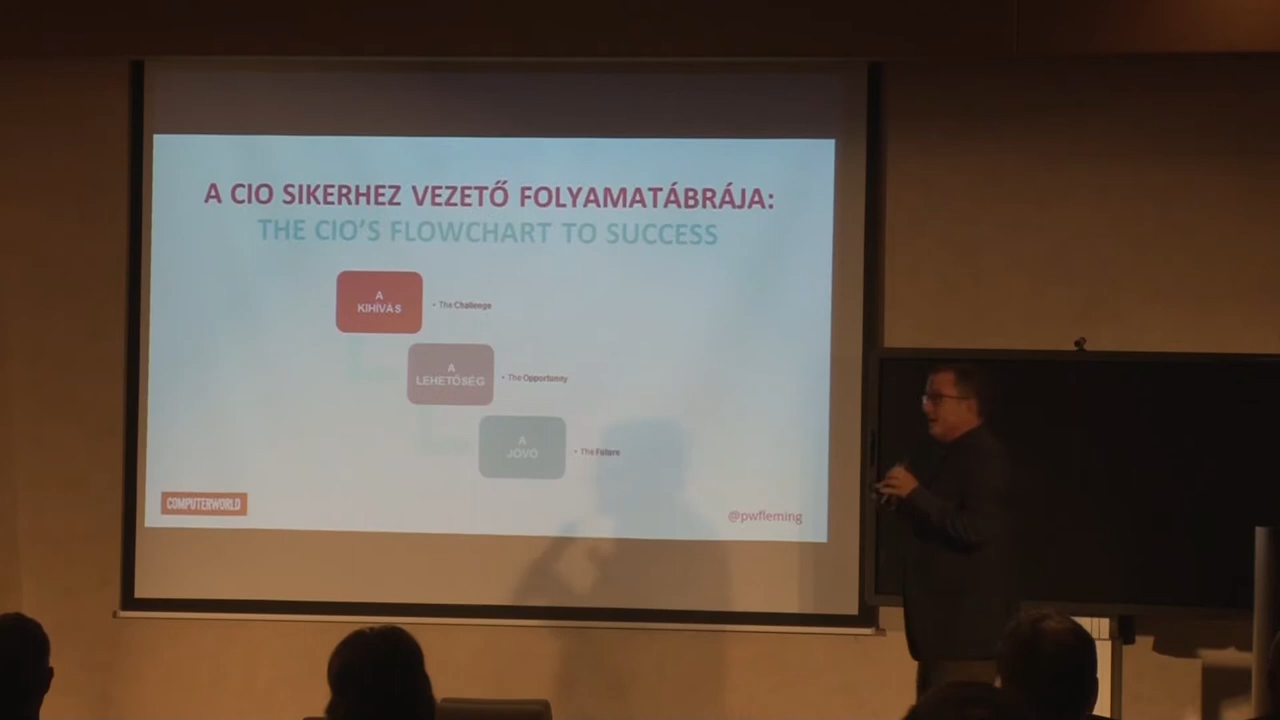 A CIO SIKERHEZ VEZETŐ FOLYAMATÁBRÁJA:
THE CIO'S FLOWCHART TO SUCCESS
A
KIHÍVÁS
• The Challenge
A
LEHETŐSÉG
• The Opportunity
A
JÖVŐ
• The Future
COMPUTERWORLD
@pwfleming